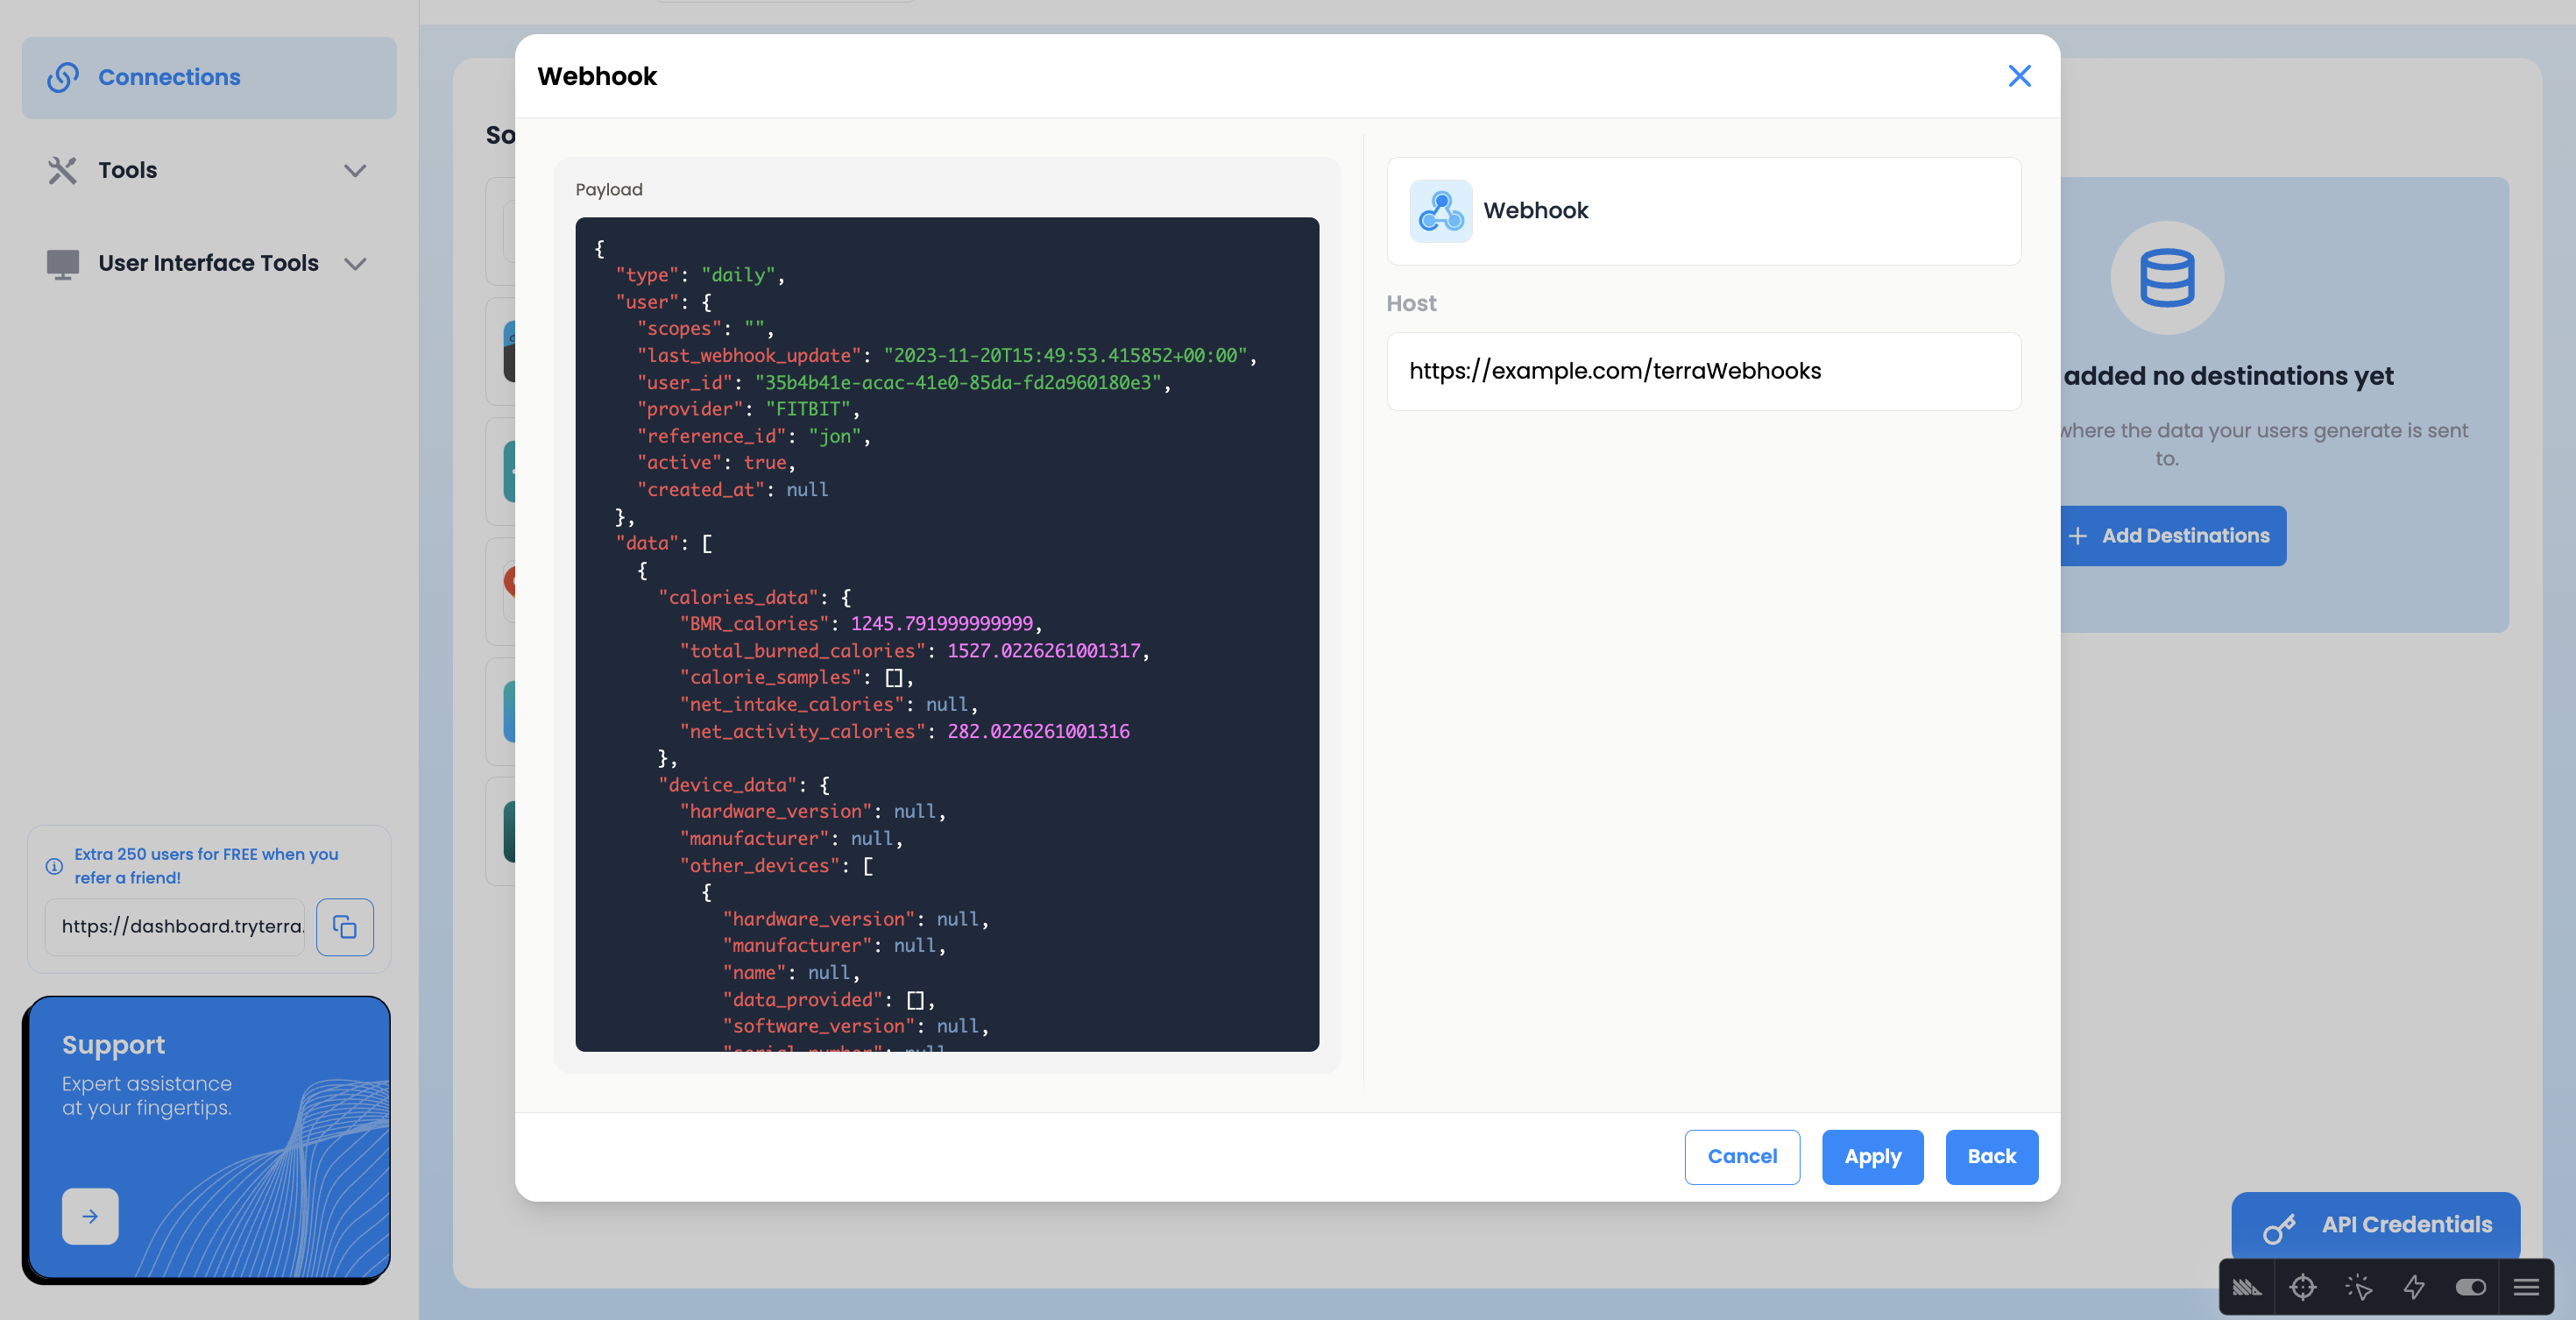 Connections
Tools
User Interface Tools
Extra 250 users for FREE when you
refer a friend!
https://dashboard.tryterra.
Support
Expert assistance
at your fingertips.
So
Webhook
Payload
{
"type": "daily",
"user": {
"scopes": "",
"last_webhook_update": "2023-11-20T15:49:53.415852+00:00",
"user_id": "35b4b41e-acac-41e0-85da-fd2a960180e3",
"provider": "FITBIT",
"reference_id": "jon",
"active": true,
"created_at": null
},
"data": [
{
"calories_data": {
"BMR_calories": 1245.791999999999,
"total_burned_calories": 1527.0226261001317,
"calorie_samples": [],
"net_intake_calories": null,
"net_activity_calories": 282.0226261001316
},
"device_data": {
"hardware_version": null,
"manufacturer": null,
"other_devices": [
{
"hardware_version": null,
"manufacturer": null,
"name": null,
"data_provided": [],
"software_version": null,
"serial_number": null
Webhook
Host
https://example.com/terraWebhooks
Cancel
Apply
Back
added no destinations yet
where the data your users generate is sent
to.
Add Destinations
API Credentials